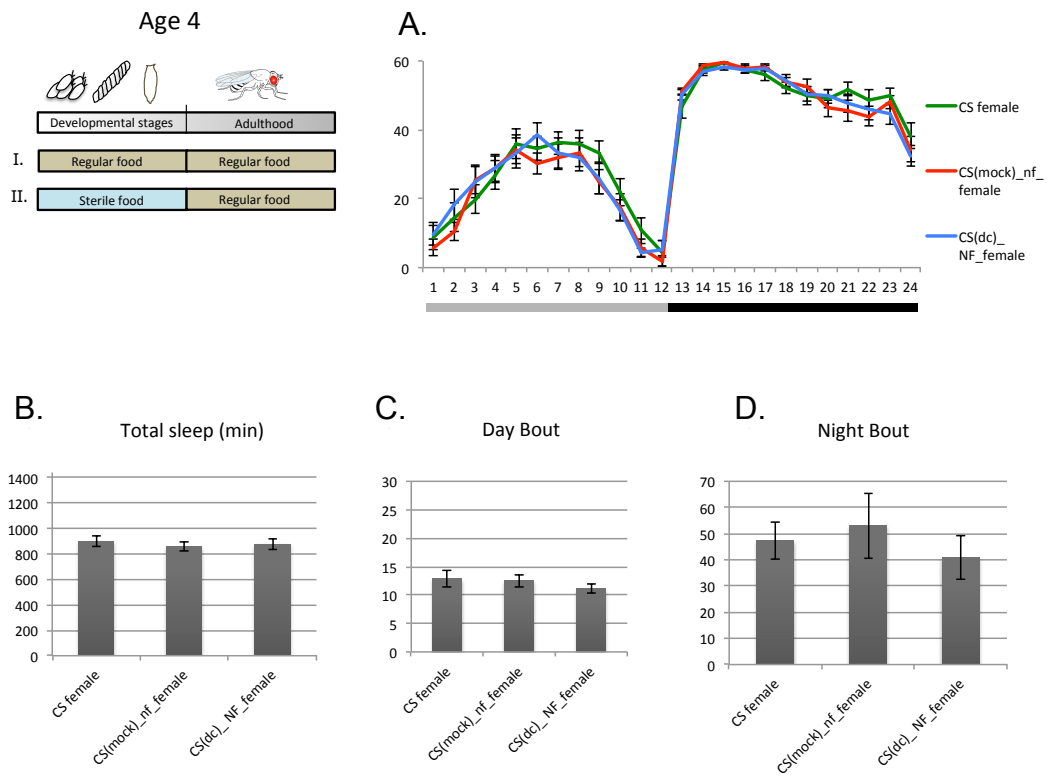 Age 4
Developmental stages Adulthood
I. Regular food Regular food
II. Sterile food Regular food
A.
60
40
20
0
1 2 3 4 5 6 7 8 9 10 11 12 13 14 15 16 17 18 19 20 21 22 23 24
CS female
CS(mock)_nf_
female
CS(dc)_
NF_female
B.
Total sleep (min)
1400
1200
1000
800
600
400
200
0
CS female
CS(mock)_nf_female
CS(dc)_ NF_female
C.
Day Bout
30
25
20
15
10
5
0
CS female
CS(mock)_nf_female
CS(dc)_ NF_female
D.
Night Bout
70
60
50
40
30
20
10
0
CS female
CS(mock)_nf_female
CS(dc)_ NF_female